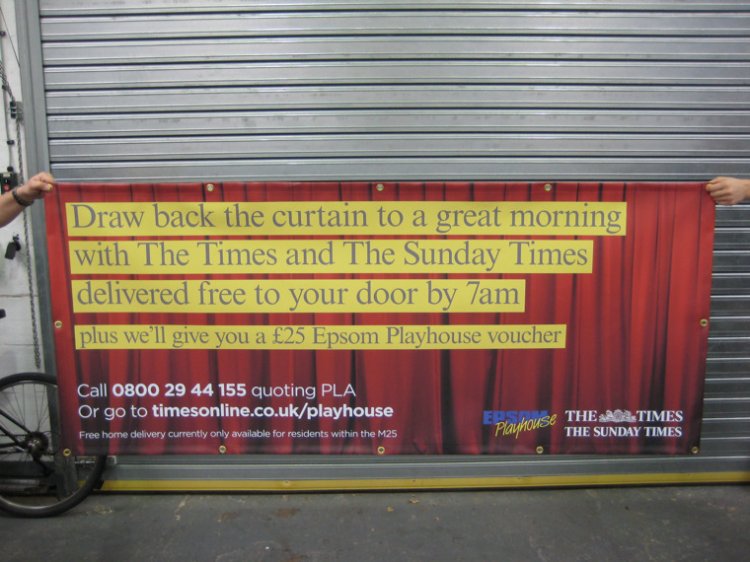 Draw back the curtain to a great morning
with The Times and The Sunday Times
delivered free to your door by 7am
plus we'll give you a £25 Epsom Playhouse voucher
Call 0800 29 44 155 quoting PLA
Or go to timesonline.co.uk/playhouse
Free home delivery currently only available for residents within the M25
EPSOM
Playhouse
THE TIMES
THE SUNDAY TIMES